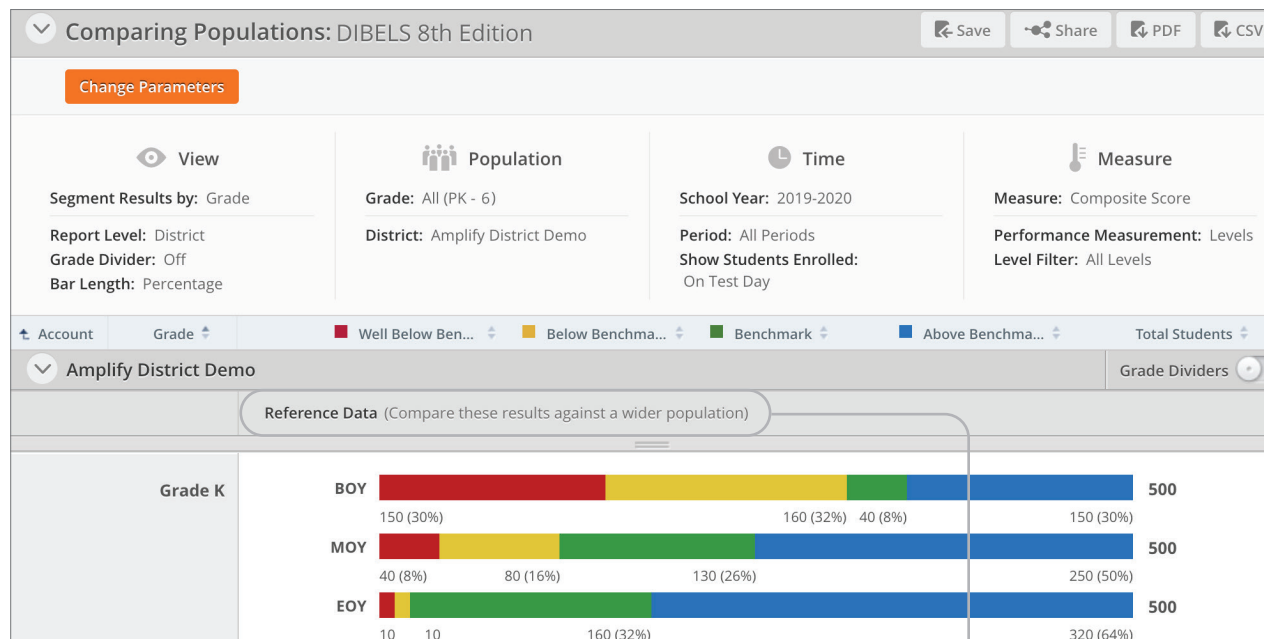 Comparing Populations: DIBELS 8th Edition
Save
Share
PDF
CSV
Change Parameters
View
Population
Time
Measure
Segment Results by: Grade
Grade: All (PK - 6)
School Year: 2019-2020
Measure: Composite Score
Report Level: District
District: Amplify District Demo
Period: All Periods
Performance Measurement: Levels
Grade Divider: Off
Show Students Enrolled:
Level Filter: All Levels
Bar Length: Percentage
On Test Day
Account
Grade
Well Below Ben...
Below Benchma...
Benchmark
Above Benchma...
Total Students
Amplify District Demo
Grade Dividers
Reference Data (Compare these results against a wider population)
Grade K
BOY
500
150 (30%)
160 (32%)
40 (8%)
150 (30%)
MOY
500
40 (8%)
80 (16%)
130 (26%)
250 (50%)
EOY
500
10
10
160 (32%)
320 (64%)